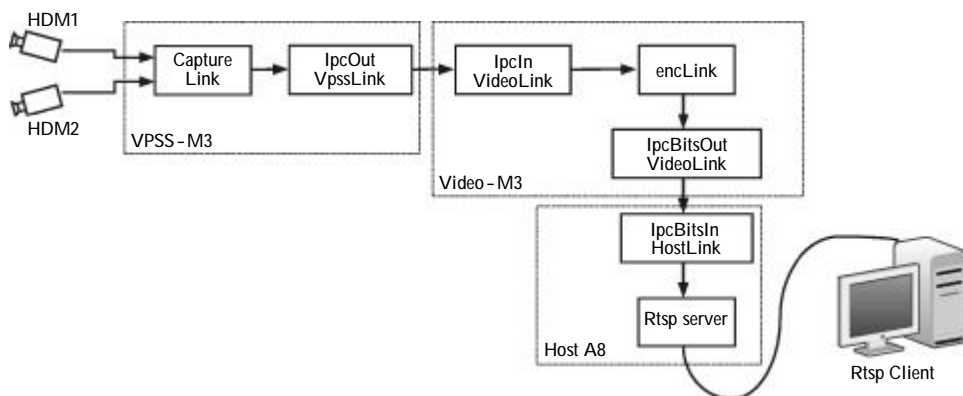 HDM1
HDM2
Capture
Link
IpcOut
VpssLink
VPSS-M3
IpcIn
VideoLink
encLink
IpcBitsOut
VideoLink
Video-M3
IpcBitsIn
HostLink
Rtsp server
Host A8
Rtsp Client